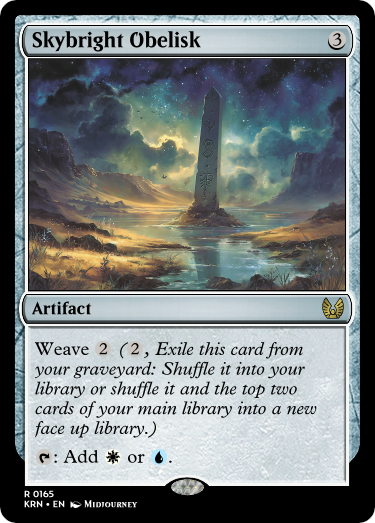 Skybright Obelisk 3
Artifact
Weave 2 (2, Exile this card from
your graveyard: Shuffle it into your
library or shuffle it and the top two
cards of your main library into a new
face up library.)
: Add or .
R 0165
KRN • EN Midjourney